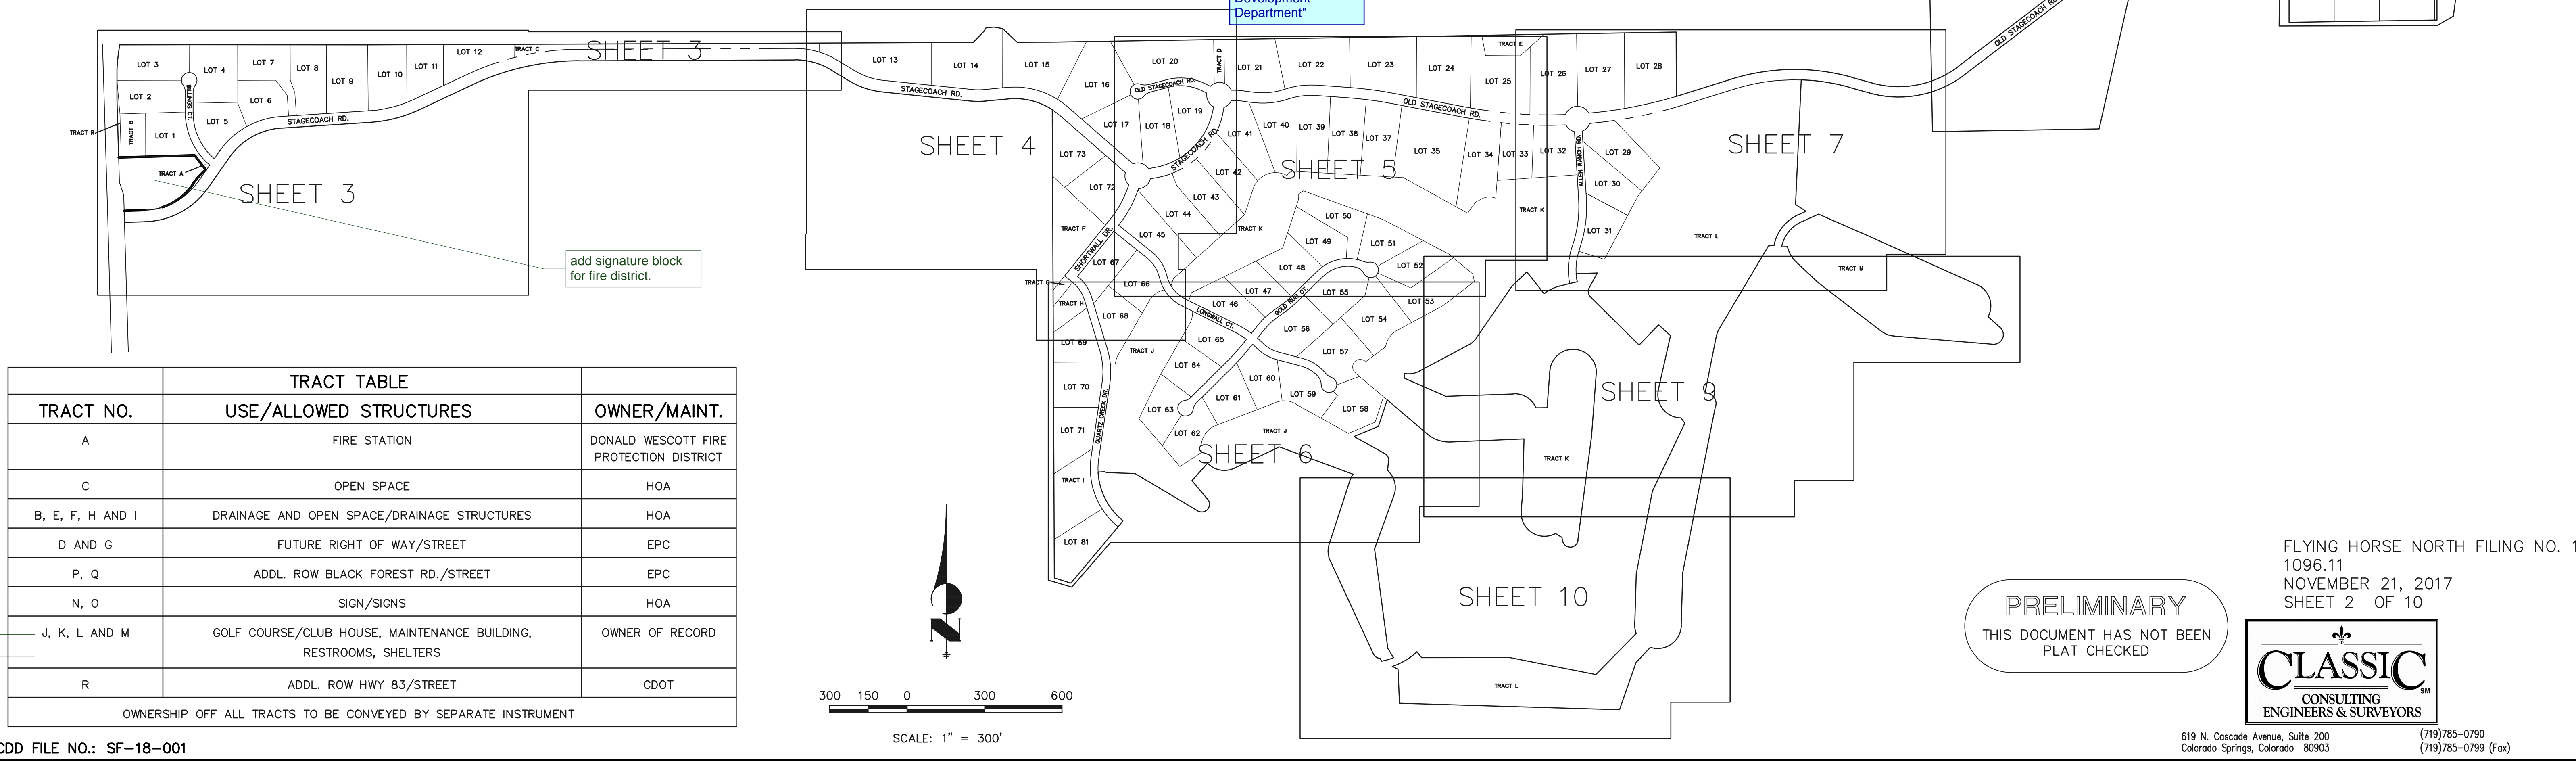 Development
Department"
OLD STAGECOACH RD.
SHEET 3
LOT 3
LOT 4
LOT 7
LOT 8
LOT 9
LOT 10
LOT 11
LOT 12
TRACT C
LOT 2
LOT 6
BILLINGS CT.
LOT 5
STAGECOACH RD.
TRACT R
TRACT B
LOT 1
TRACT A
SHEET 3
add signature block
for fire district.
LOT 13
LOT 14
LOT 15
LOT 16
STAGECOACH RD.
SHEET 4
LOT 20
TRACT D
OLD STAGECOACH RD.
LOT 19
LOT 17
LOT 18
STAGECOACH RD.
LOT 21
LOT 22
LOT 23
LOT 24
TRACT E
LOT 25
LOT 26
LOT 27
LOT 28
OLD STAGECOACH RD.
LOT 41
LOT 40
LOT 39
LOT 38
LOT 37
LOT 35
LOT 34
LOT 33
LOT 32
SHEET 5
ALLEN RANCH RD.
LOT 29
LOT 30
LOT 31
SHEET 7
TRACT K
TRACT L
TRACT M
LOT 73
LOT 72
LOT 42
LOT 43
LOT 44
LOT 45
TRACT F
TRACT K
SHORTWALL DR.
LOT 67
LOT 66
LOT 50
LOT 49
LOT 51
LOT 52
LOT 48
LOT 47
LOT 55
LOT 53
TRACT G
TRACT H
LOT 68
LOT 46
LONGWALL CT.
GOLD RUN CT.
LOT 54
LOT 56
LOT 69
TRACT J
LOT 65
LOT 57
LOT 64
LOT 70
LOT 60
LOT 59
LOT 61
LOT 63
LOT 58
QUARTZ CREEK DR.
LOT 71
LOT 62
TRACT J
SHEET 6
TRACT I
LOT 81
SHEET 9
TRACT K
SHEET 10
TRACT L
TRACT TABLE
TRACT NO. USE/ALLOWED STRUCTURES OWNER/MAINT.
A FIRE STATION DONALD WESCOTT FIRE
PROTECTION DISTRICT
C OPEN SPACE HOA
B, E, F, H AND I DRAINAGE AND OPEN SPACE/DRAINAGE STRUCTURES HOA
D AND G FUTURE RIGHT OF WAY/STREET EPC
P, Q ADDL. ROW BLACK FOREST RD./STREET EPC
N, O SIGN/SIGNS HOA
J, K, L AND M GOLF COURSE/CLUB HOUSE, MAINTENANCE BUILDING, OWNER OF RECORD
RESTROOMS, SHELTERS
R ADDL. ROW HWY 83/STREET CDOT
OWNERSHIP OFF ALL TRACTS TO BE CONVEYED BY SEPARATE INSTRUMENT
CDD FILE NO.: SF-18-001
N
300 150 0 300 600
SCALE: 1" = 300'
PRELIMINARY
THIS DOCUMENT HAS NOT BEEN
PLAT CHECKED
FLYING HORSE NORTH FILING NO. 1
1096.11
NOVEMBER 21, 2017
SHEET 2 OF 10
CLASSIC SM
CONSULTING
ENGINEERS & SURVEYORS
619 N. Cascade Avenue, Suite 200 (719)785-0790
Colorado Springs, Colorado 80903 (719)785-0799 (Fax)